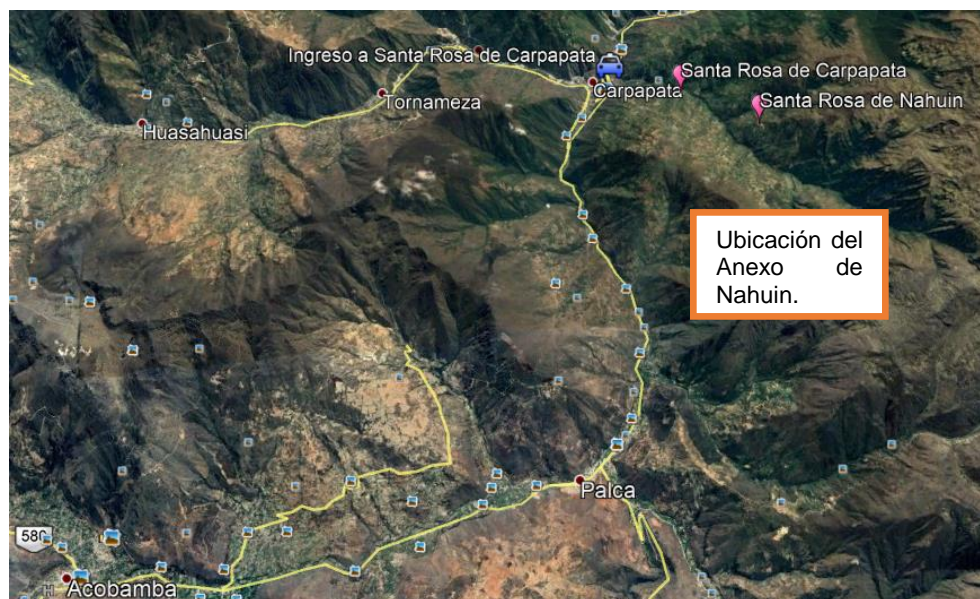 Ingreso a Santa Rosa de Carpapata
Santa Rosa de Carpapata
Carpapata
Santa Rosa de Nahuin
Tornameza
Huasahuasi
Ubicación del
Anexo de
Nahuin.
Palca
580
H
Acobamba